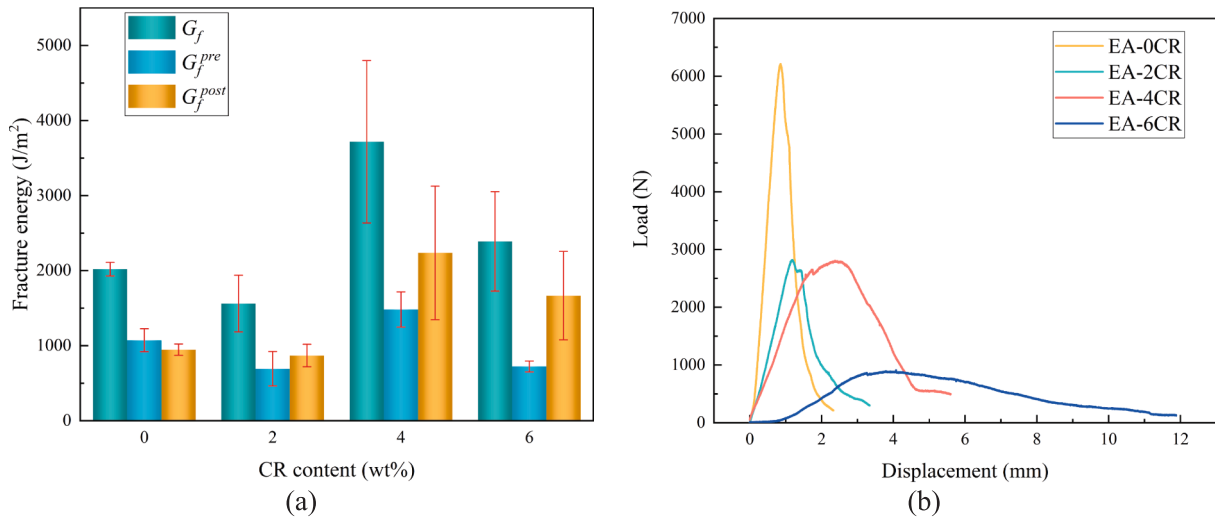 G_f
G_f^pre
G_f^post
5000
4000
3000
2000
1000
0
Fracture energy (J/m²)
0 2 4 6
CR content (wt%)
(a)
EA-0CR
EA-2CR
EA-4CR
EA-6CR
7000
6000
5000
4000
3000
2000
1000
0
Load (N)
0 2 4 6 8 10 12
Displacement (mm)
(b)